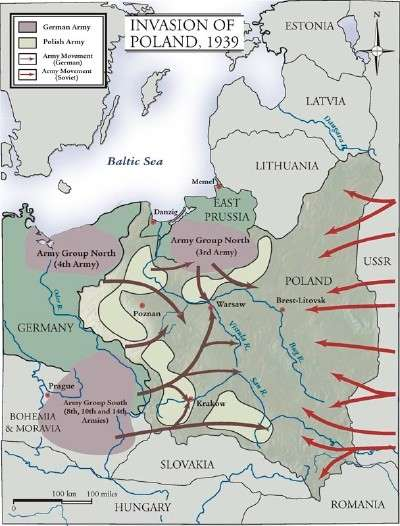 INVASION OF
POLAND, 1939
German Army
Polish Army
Army Movement
(German)
Army Movement
(Soviet)
N
ESTONIA
LATVIA
Daugava R.
Baltic Sea
LITHUANIA
Memel
EAST
PRUSSIA
Danzig
Army Group North
(4th Army)
Army Group North
(3rd Army)
USSR
POLAND
Oder R.
Poznan
Warsaw
Brest-Litovsk
GERMANY
Vistula R.
Bug R.
Prague
Army Group South
(8th, 10th and 14th
Armies)
San R.
Krakow
BOHEMIA
& MORAVIA
SLOVAKIA
0 100 km 100 miles
HUNGARY
ROMANIA